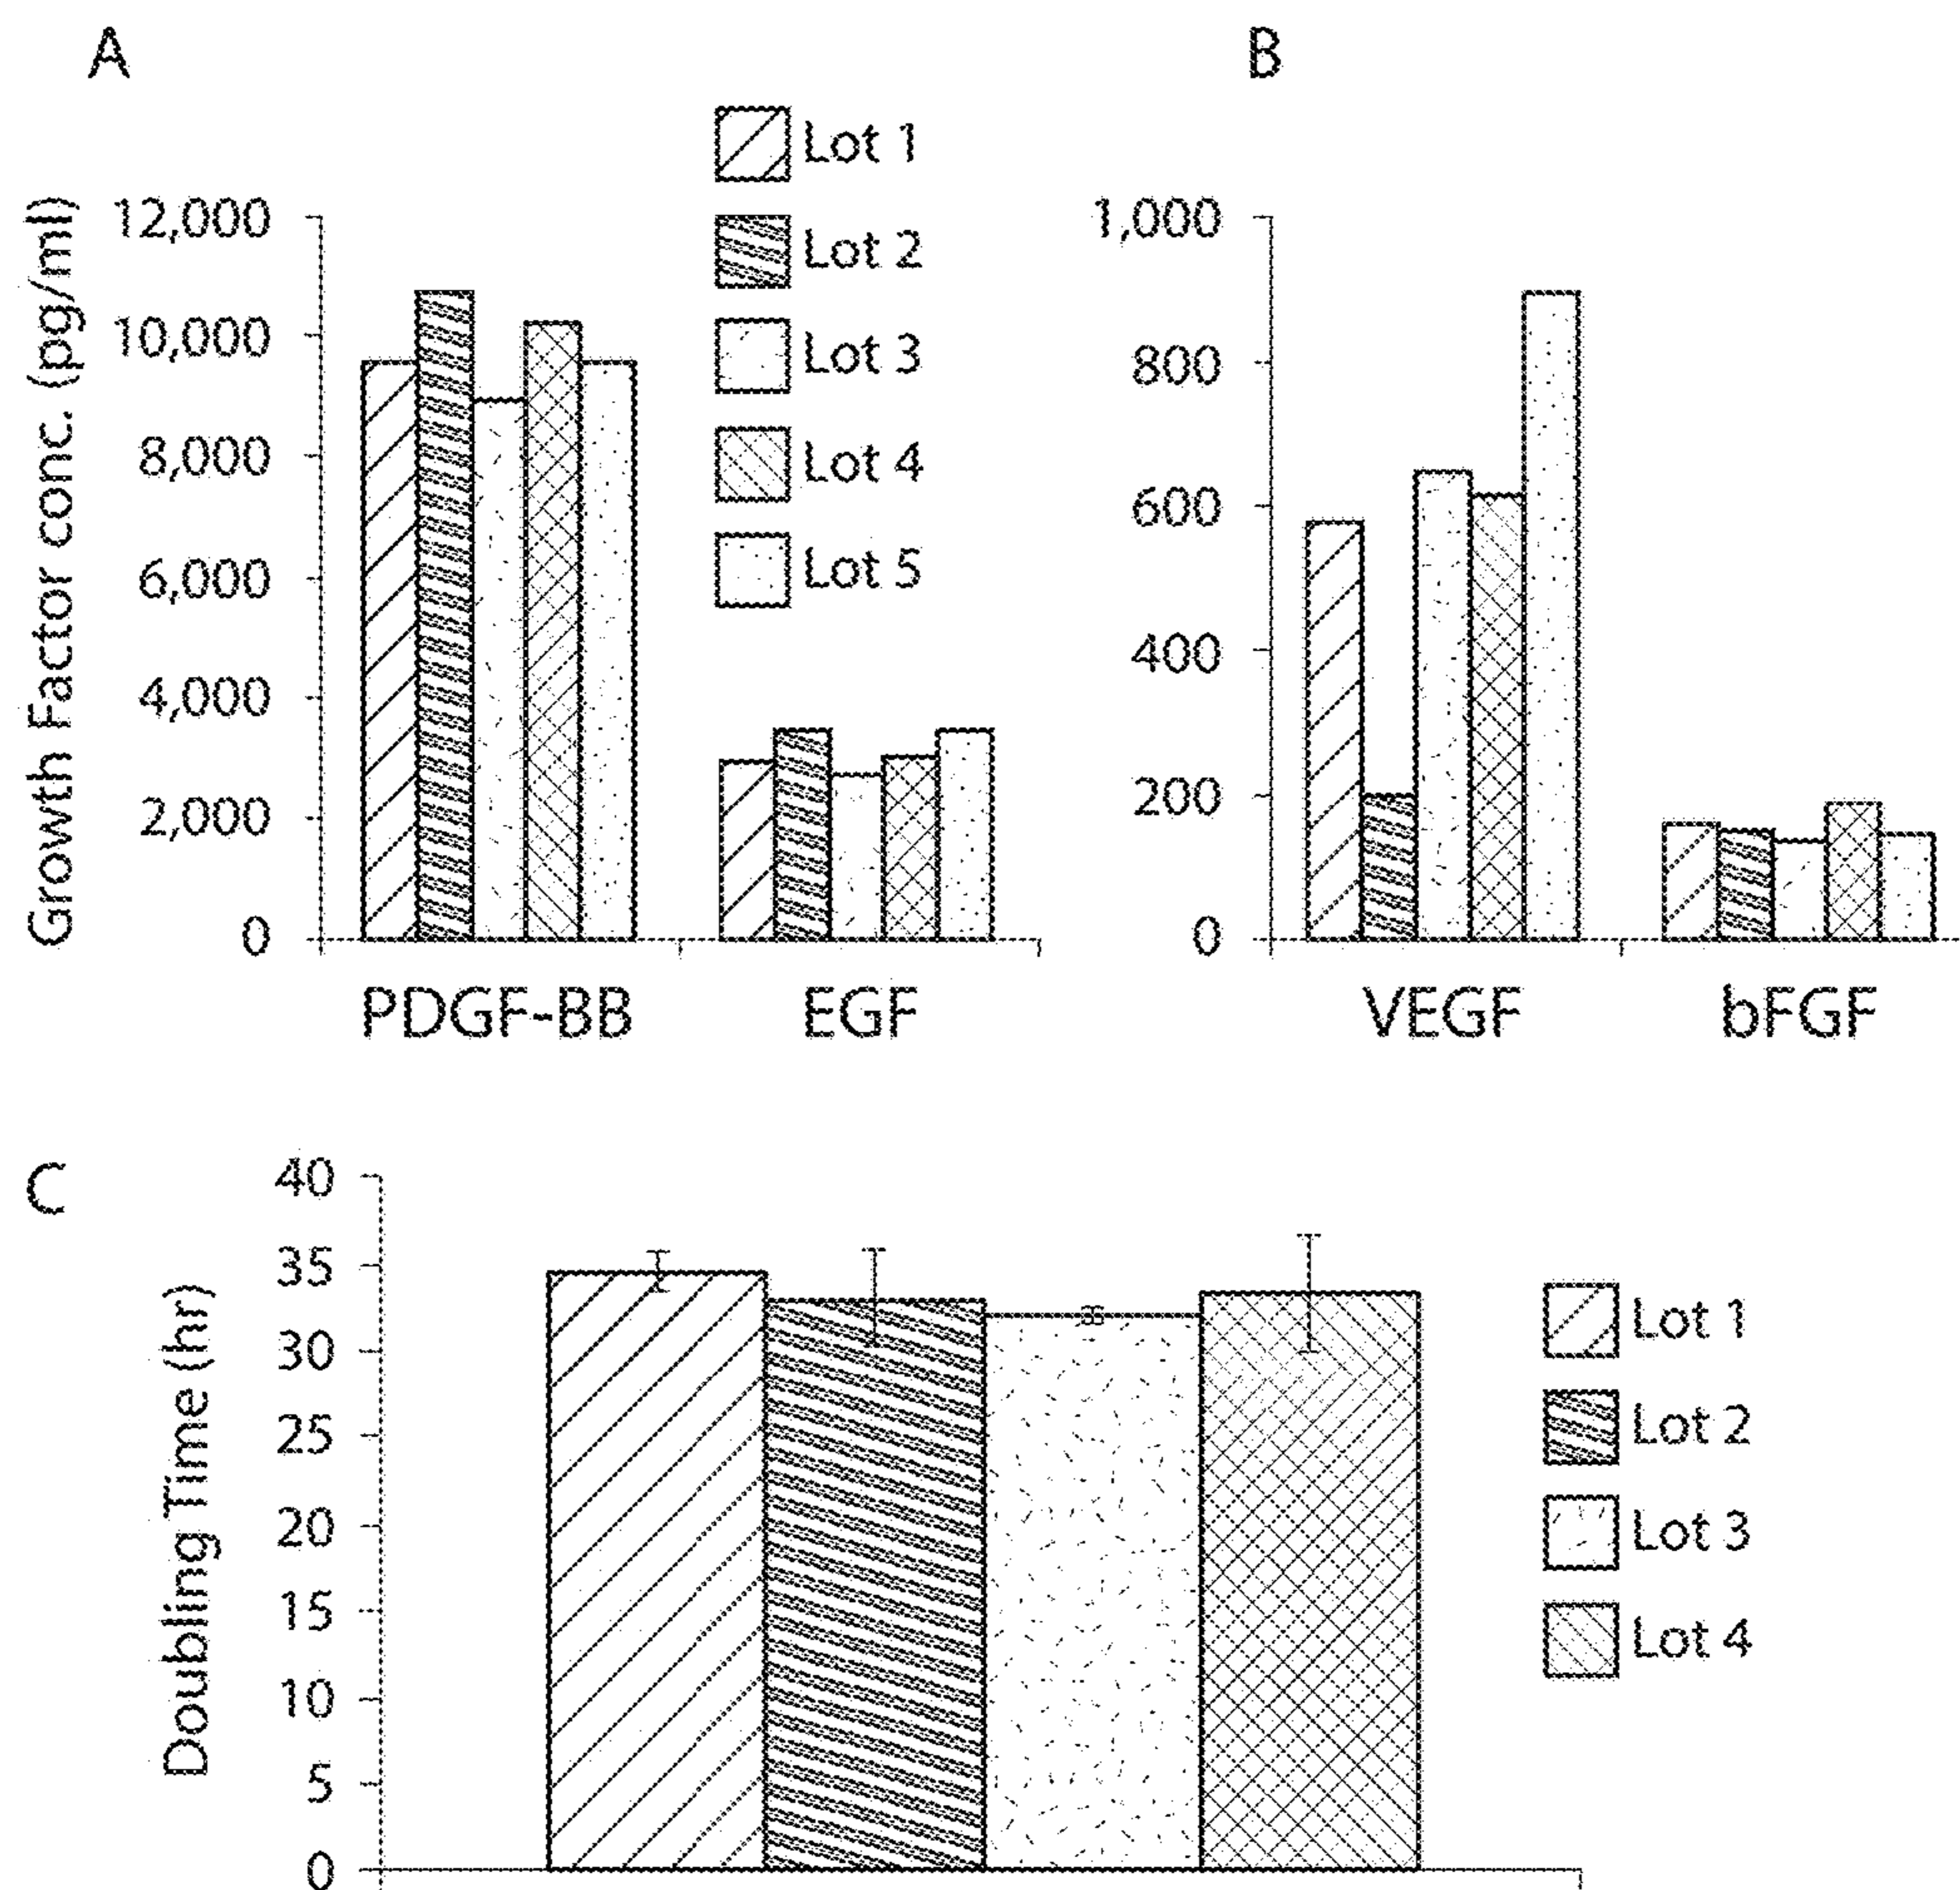 A
Growth Factor conc. (pg/ml)
12,000
10,000
8,000
6,000
4,000
2,000
0
PDGF-BB
EGF
Lot 1
Lot 2
Lot 3
Lot 4
Lot 5
B
1,000
800
600
400
200
0
VEGF
bFGF
C
Doubling Time (hr)
40
35
30
25
20
15
10
5
0
Lot 1
Lot 2
Lot 3
Lot 4